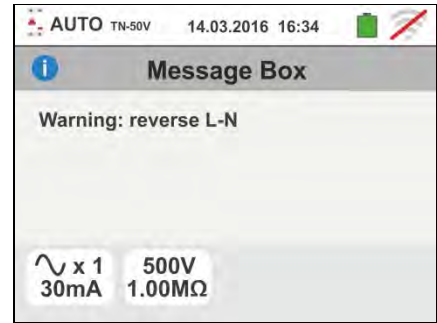 AUTO TN-50V 14.03.2016 16:34
i Message Box
Warning: reverse L-N
x 1 500V
30mA 1.00MΩ